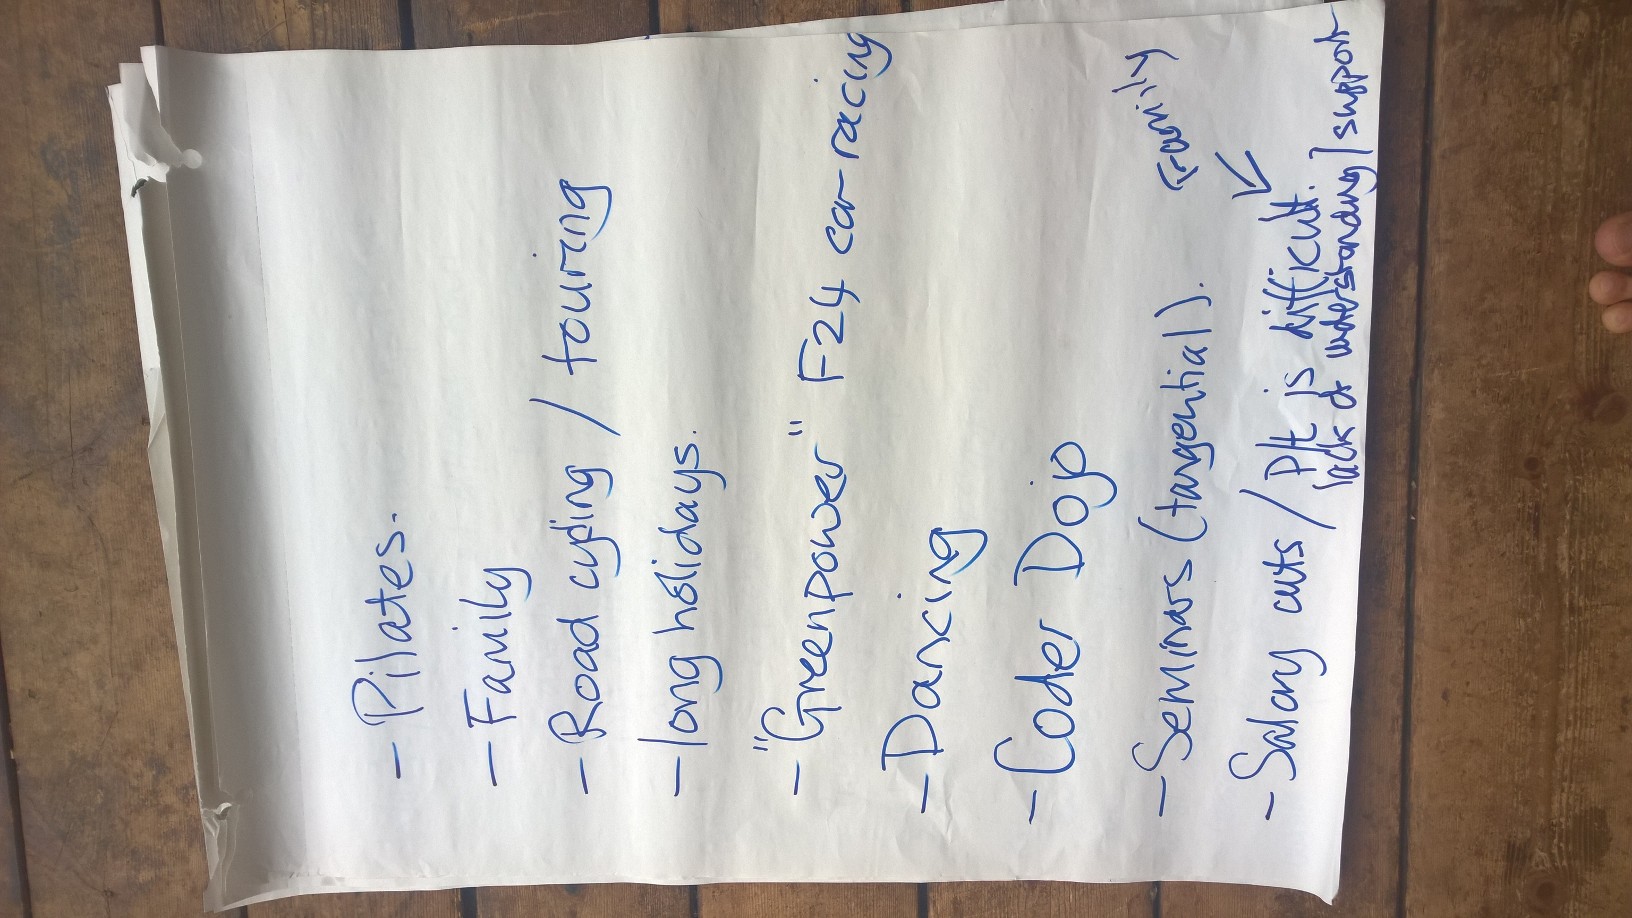 - Pilates.
- Family
- Road cycling / touring
- long holidays.
- "Greenpower" F24 car racing
- Dancing
- Coder Dojo
- Seminars (tangential).
Family
- Salary cuts / P/t is difficult.
lack of understanding / support